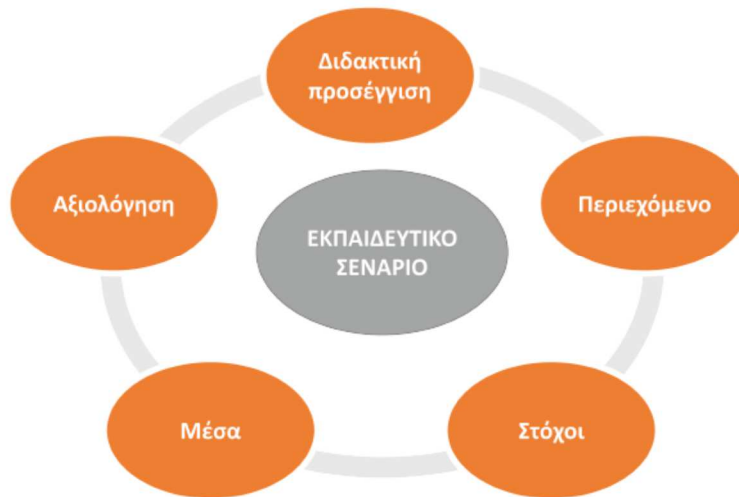 Διδακτική
προσέγγιση
Αξιολόγηση
Περιεχόμενο
ΕΚΠΑΙΔΕΥΤΙΚΟ
ΣΕΝΑΡΙΟ
Μέσα
Στόχοι